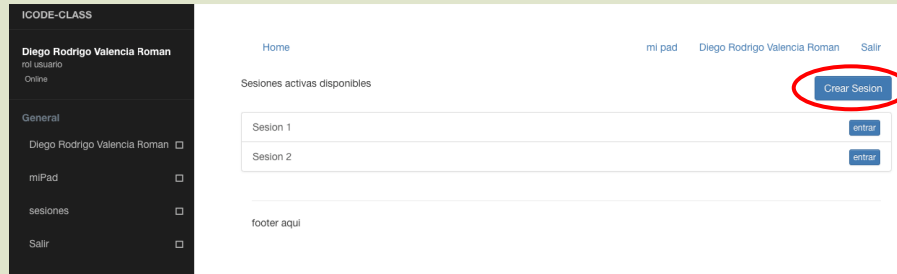 ICODE-CLASS
Diego Rodrigo Valencia Roman
rol usuario
Online
General
Diego Rodrigo Valencia Roman
miPad
sesiones
Salir
Home
mi pad
Diego Rodrigo Valencia Roman
Salir
Sesiones activas disponibles
Crear Sesion
Sesion 1
entrar
Sesion 2
entrar
footer aqui